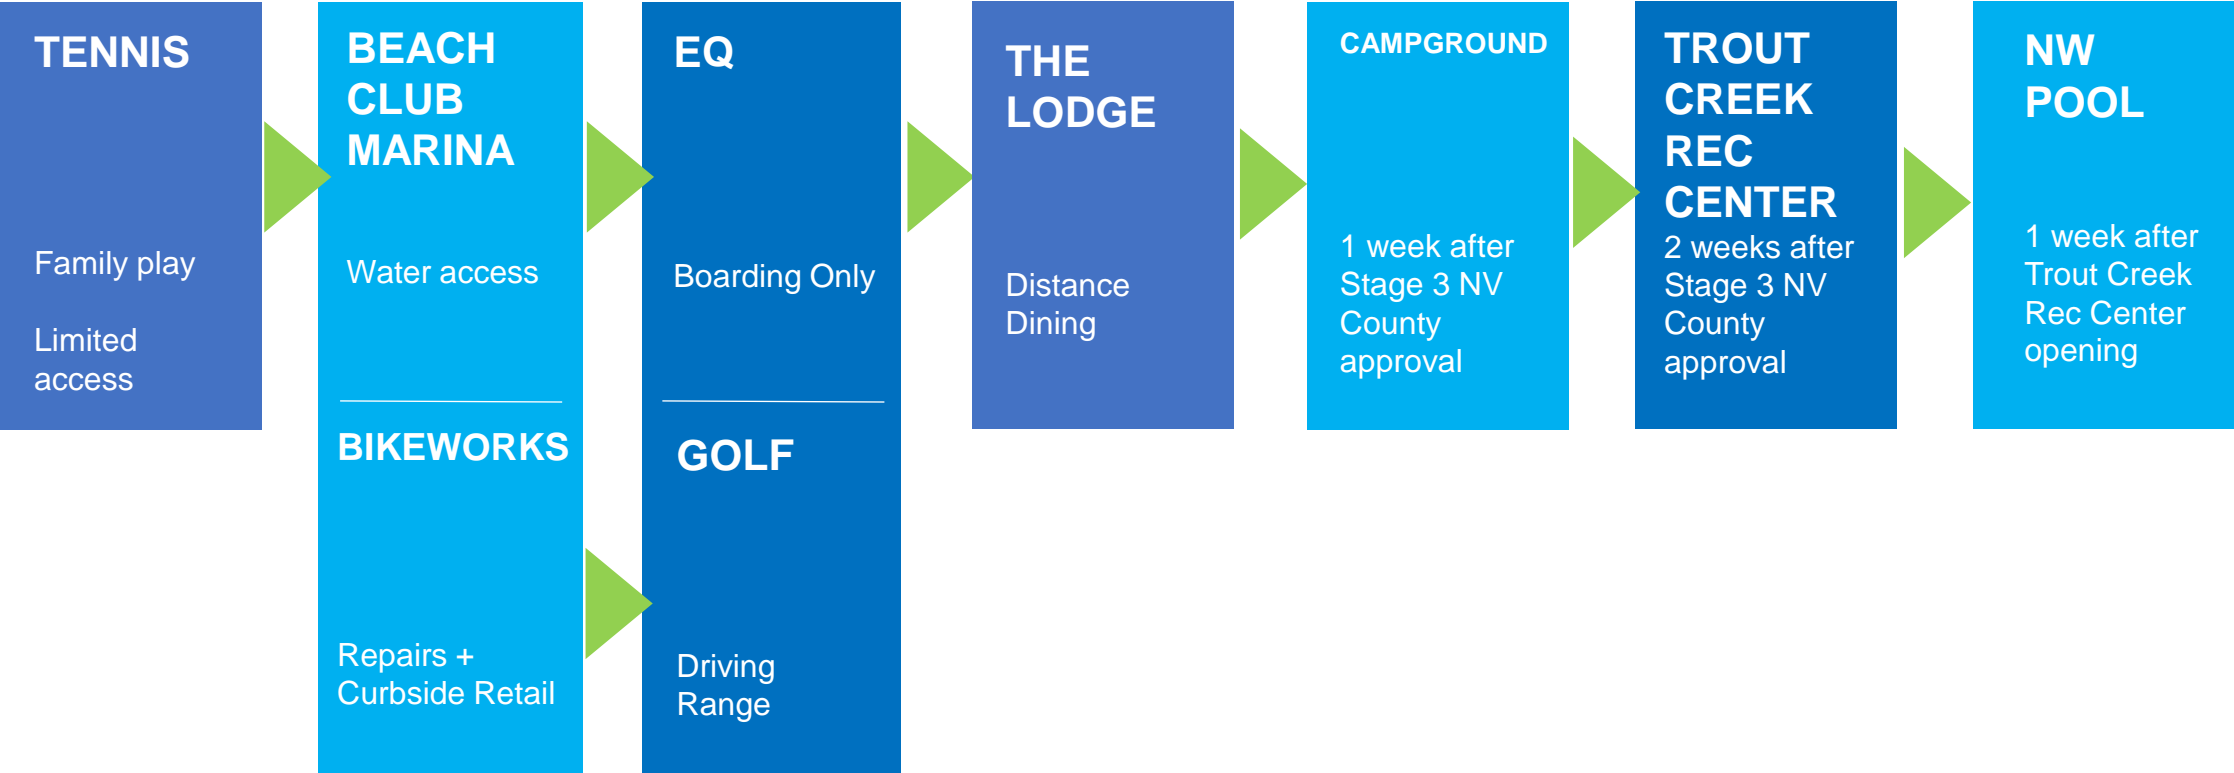 TENNIS
Family play
Limited
access
BEACH
CLUB
MARINA
Water access
BIKEWORKS
Repairs +
Curbside Retail
EQ
Boarding Only
GOLF
Driving
Range
THE
LODGE
Distance
Dining
CAMPGROUND
1 week after
Stage 3 NV
County
approval
TROUT
CREEK
REC
CENTER
2 weeks after
Stage 3 NV
County
approval
NW
POOL
1 week after
Trout Creek
Rec Center
opening